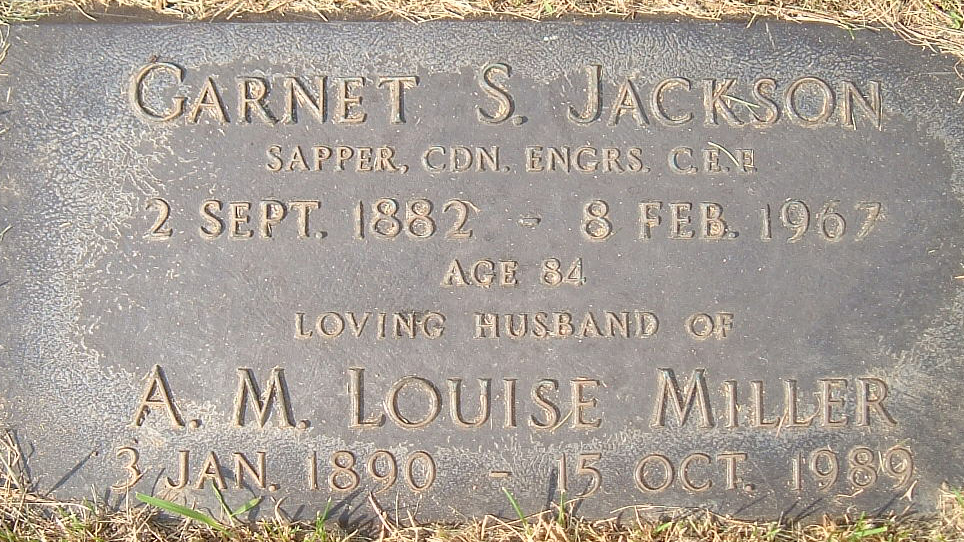 GARNET S. JACKSON
SAPPER, CDN. ENGRS. C.E.F.
2 SEPT. 1882 - 8 FEB. 1967
AGE 84
LOVING HUSBAND OF
A. M. LOUISE MILLER
3 JAN. 1890 - 15 OCT. 1989